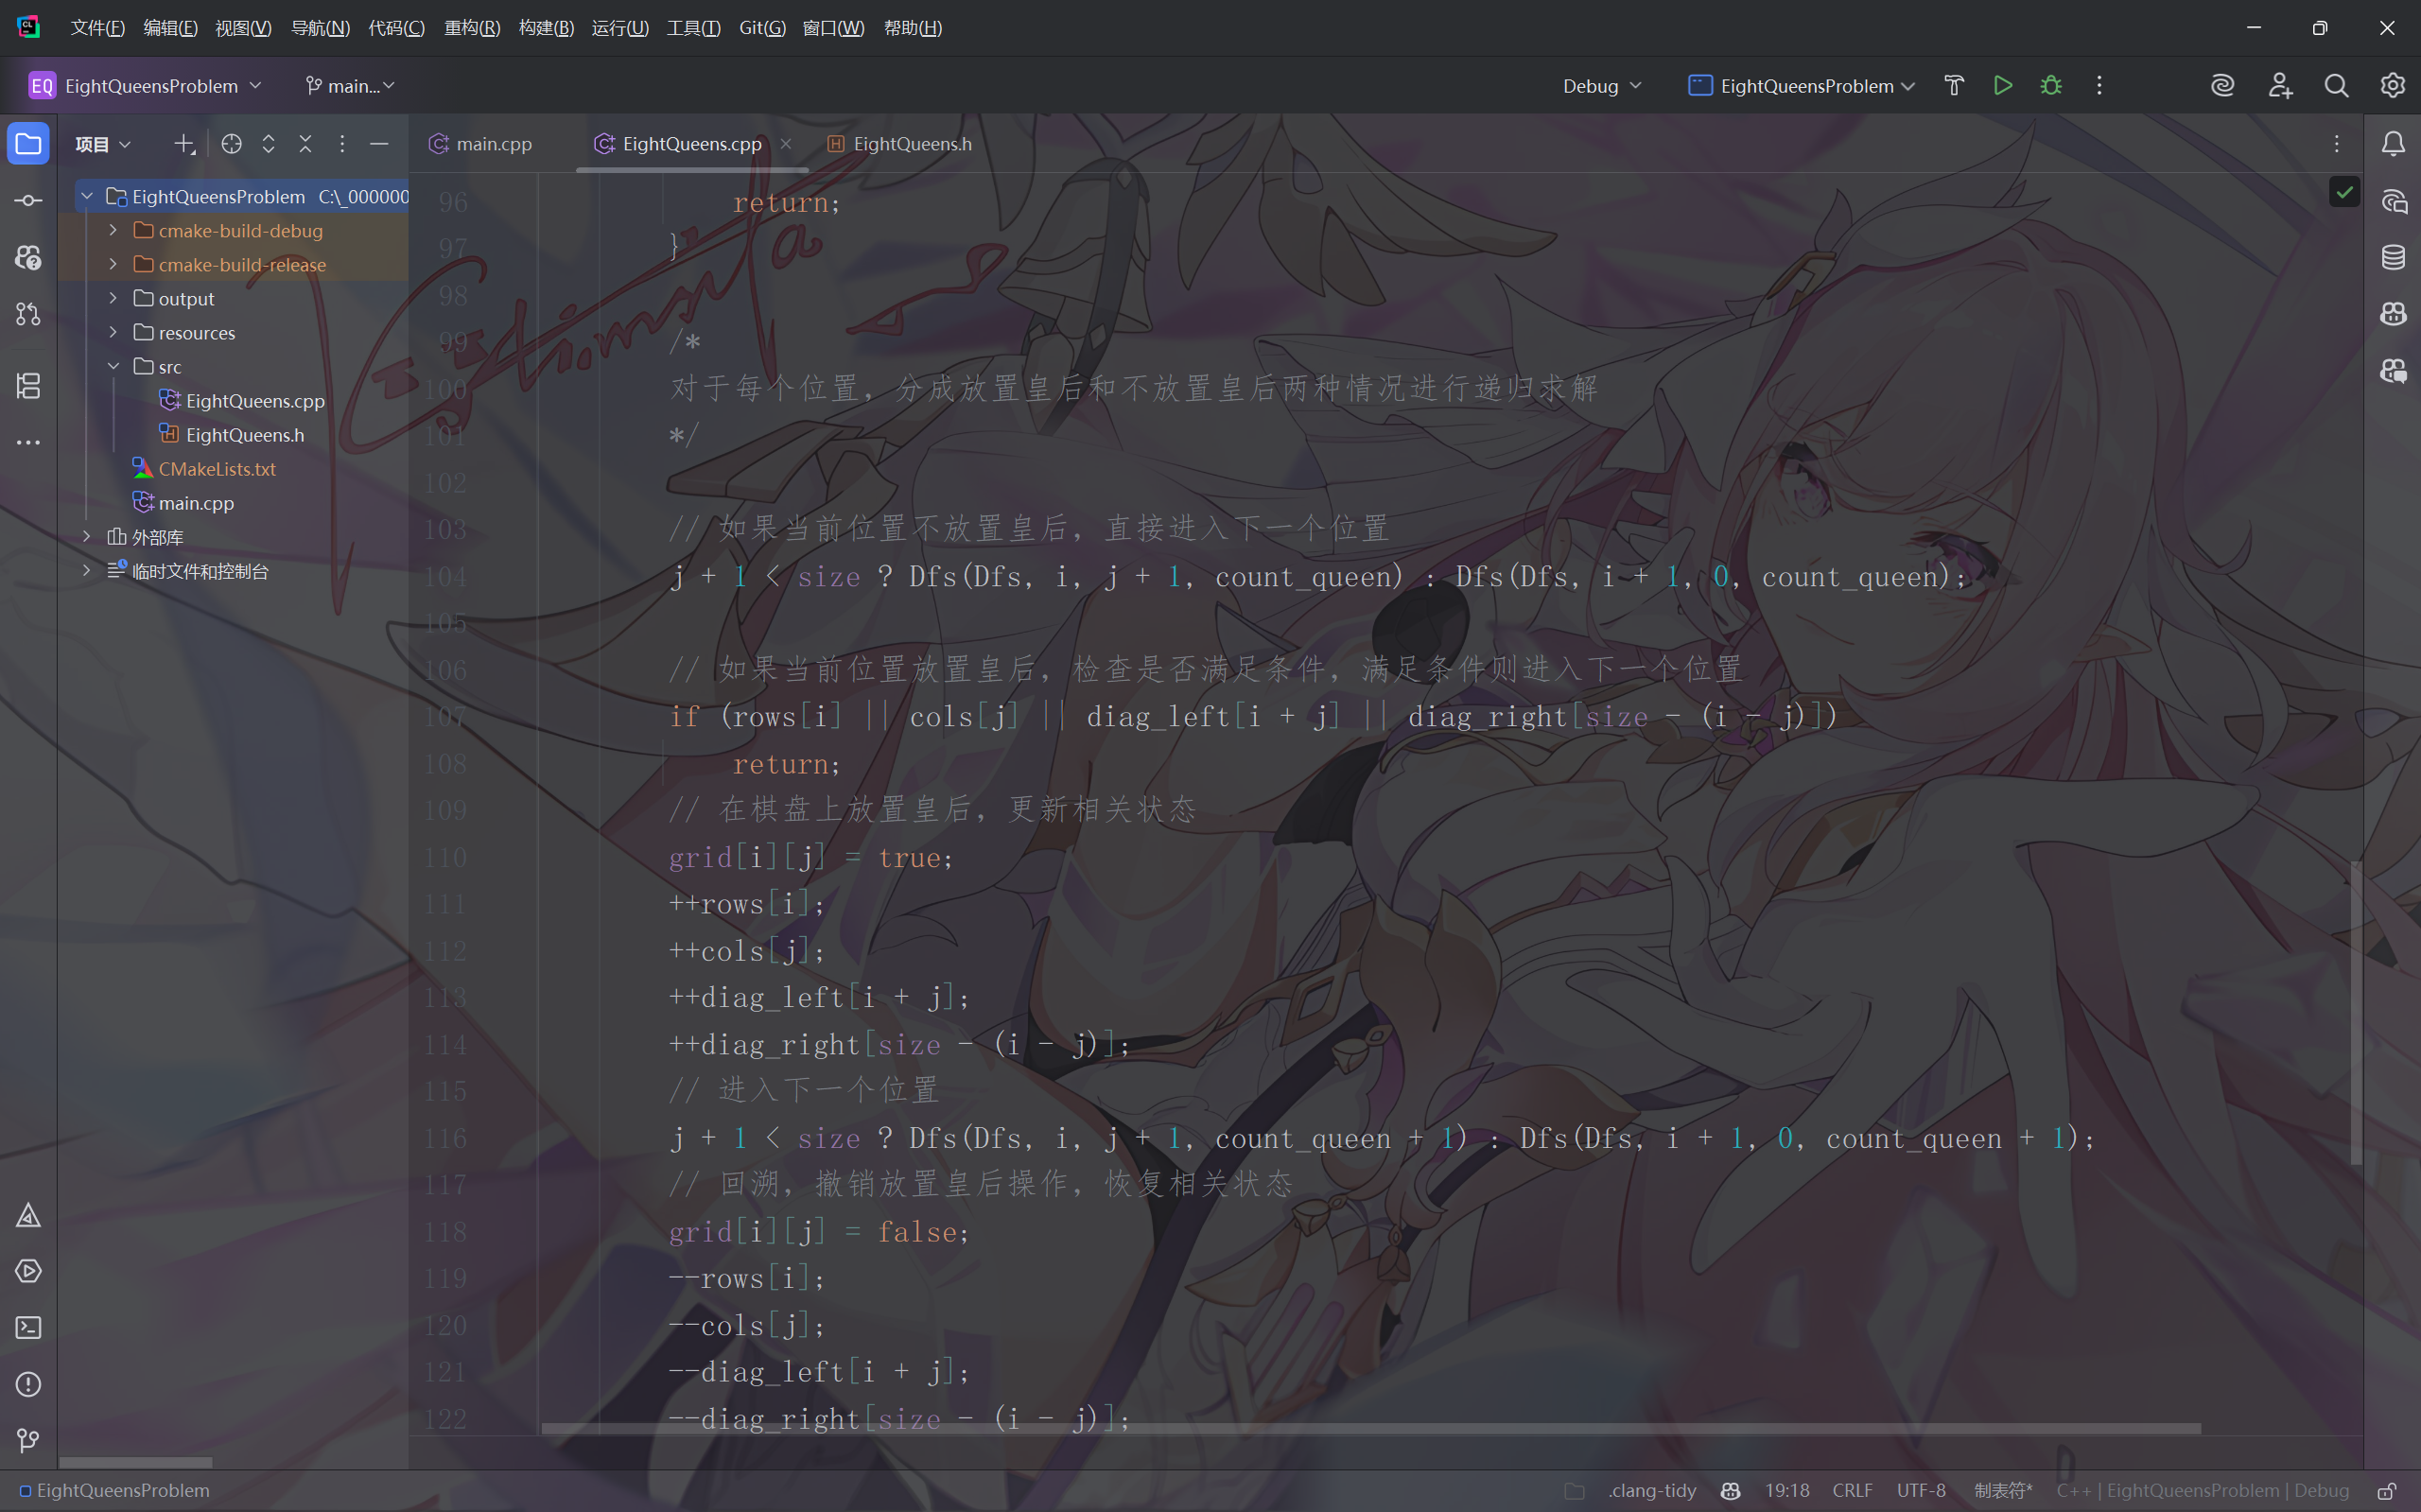 文件(F) 编辑(E) 视图(V) 导航(N) 代码(C) 重构(R) 构建(B) 运行(U) 工具(T) Git(G) 窗口(W) 帮助(H)
EQ EightQueensProblem main... Debug EightQueensProblem
项目
main.cpp EightQueens.cpp EightQueens.h
EightQueensProblem C:\_000000
cmake-build-debug
cmake-build-release
output
resources
src
EightQueens.cpp
EightQueens.h
CMakeLists.txt
main.cpp
外部库
临时文件和控制台
96 return;
97 }
98
99 /*
100 对于每个位置，分成放置皇后和不放置皇后两种情况进行递归求解
101 */
102
103 // 如果当前位置不放置皇后，直接进入下一个位置
104 j + 1 < size ? Dfs(Dfs, i, j + 1, count_queen) : Dfs(Dfs, i + 1, 0, count_queen);
105
106 // 如果当前位置放置皇后，检查是否满足条件，满足条件则进入下一个位置
107 if (rows[i] || cols[j] || diag_left[i + j] || diag_right[size - (i - j)])
108 return;
109 // 在棋盘上放置皇后，更新相关状态
110 grid[i][j] = true;
111 ++rows[i];
112 ++cols[j];
113 ++diag_left[i + j];
114 ++diag_right[size - (i - j)];
115 // 进入下一个位置
116 j + 1 < size ? Dfs(Dfs, i, j + 1, count_queen + 1) : Dfs(Dfs, i + 1, 0, count_queen + 1);
117 // 回溯，撤销放置皇后操作，恢复相关状态
118 grid[i][j] = false;
119 --rows[i];
120 --cols[j];
121 --diag_left[i + j];
122 --diag_right[size - (i - j)];
EightQueensProblem .clang-tidy 19:18 CRLF UTF-8 制表符* C++ | EightQueensProblem | Debug